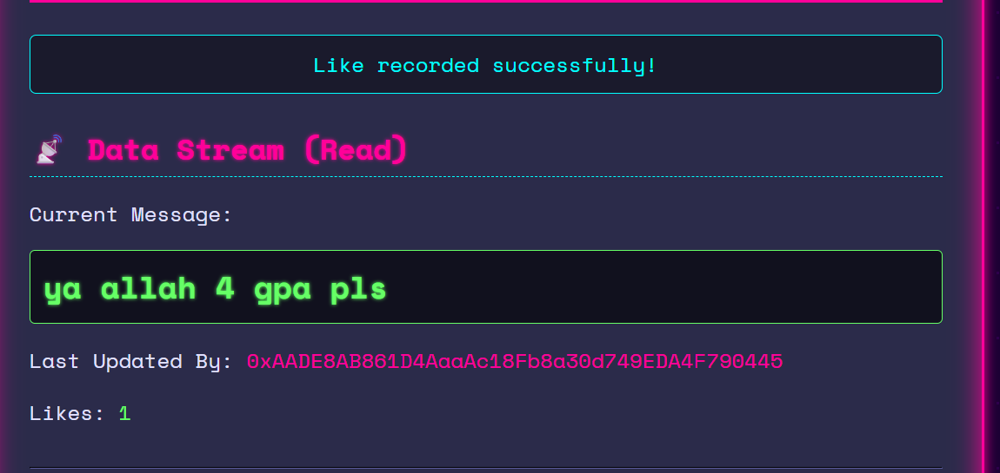 Like recorded successfully!
Data Stream (Read)
Current Message:
ya allah 4 gpa pls
Last Updated By: 0xAADE8AB861D4AaaAc18Fb8a30d749EDA4F790445
Likes: 1